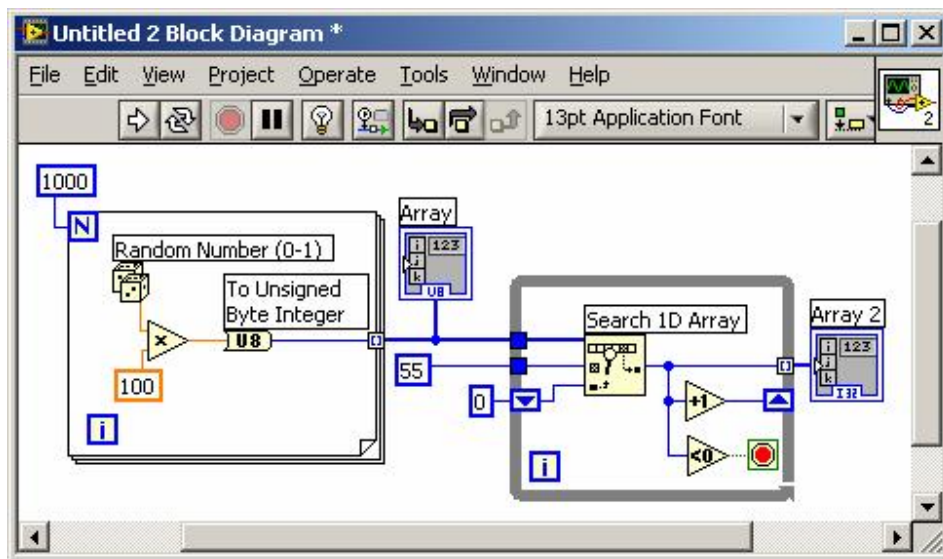 Untitled 2 Block Diagram *
File Edit View Project Operate Tools Window Help
13pt Application Font
2
1000
N
Random Number (0-1)
To Unsigned
Byte Integer
U8
100
i
Array
i 123
j
k
U8
55
0
Search 1D Array
+1
<0
i
Array 2
i 123
j
k
I32